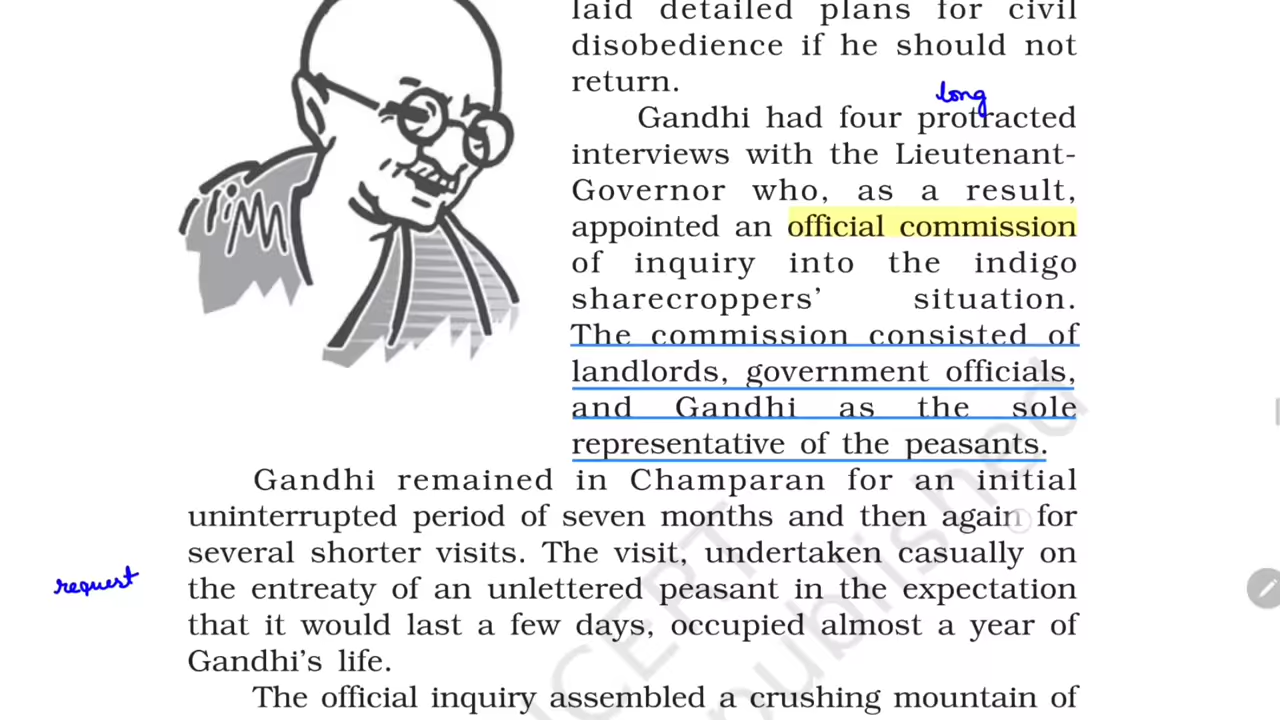 laid detailed plans for civil
disobedience if he should not
return.
long
Gandhi had four protracted
interviews with the Lieutenant-
Governor who, as a result,
appointed an official commission
of inquiry into the indigo
sharecroppers' situation.
The commission consisted of
landlords, government officials,
and Gandhi as the sole
representative of the peasants.
Gandhi remained in Champaran for an initial
uninterrupted period of seven months and then again for
several shorter visits. The visit, undertaken casually on
request
the entreaty of an unlettered peasant in the expectation
that it would last a few days, occupied almost a year of
Gandhi's life.
The official inquiry assembled a crushing mountain of
NCERT
published